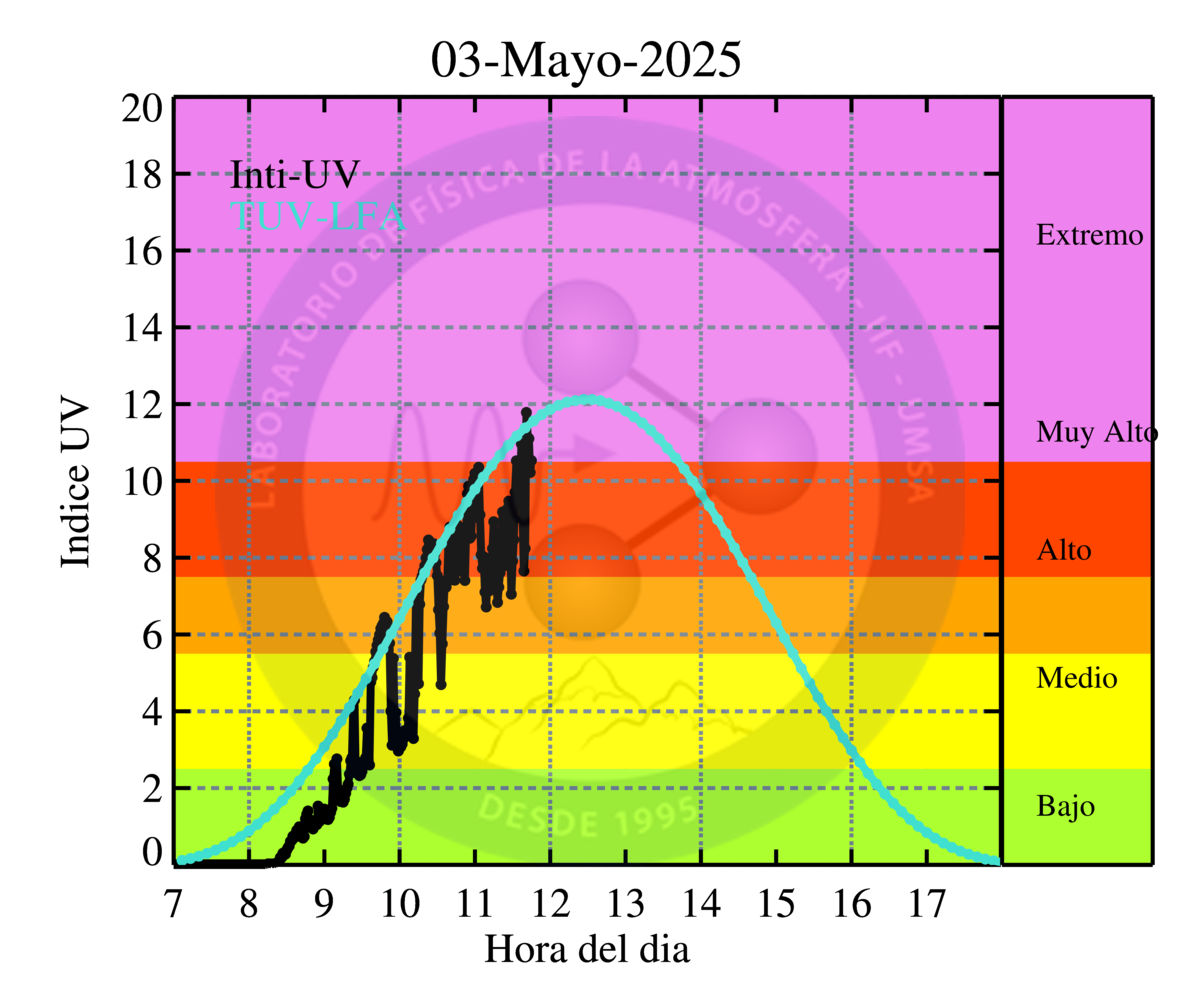 03-Mayo-2025
20
18
16
14
12
10
8
6
4
2
0
Indice UV
Inti-UV
TUV-LFA
LABORATORIO DE FÍSICA DE LA ATMÓSFERA - IIF - UMSA
DESDE 1995
Extremo
Muy Alto
Alto
Medio
Bajo
7 8 9 10 11 12 13 14 15 16 17
Hora del dia